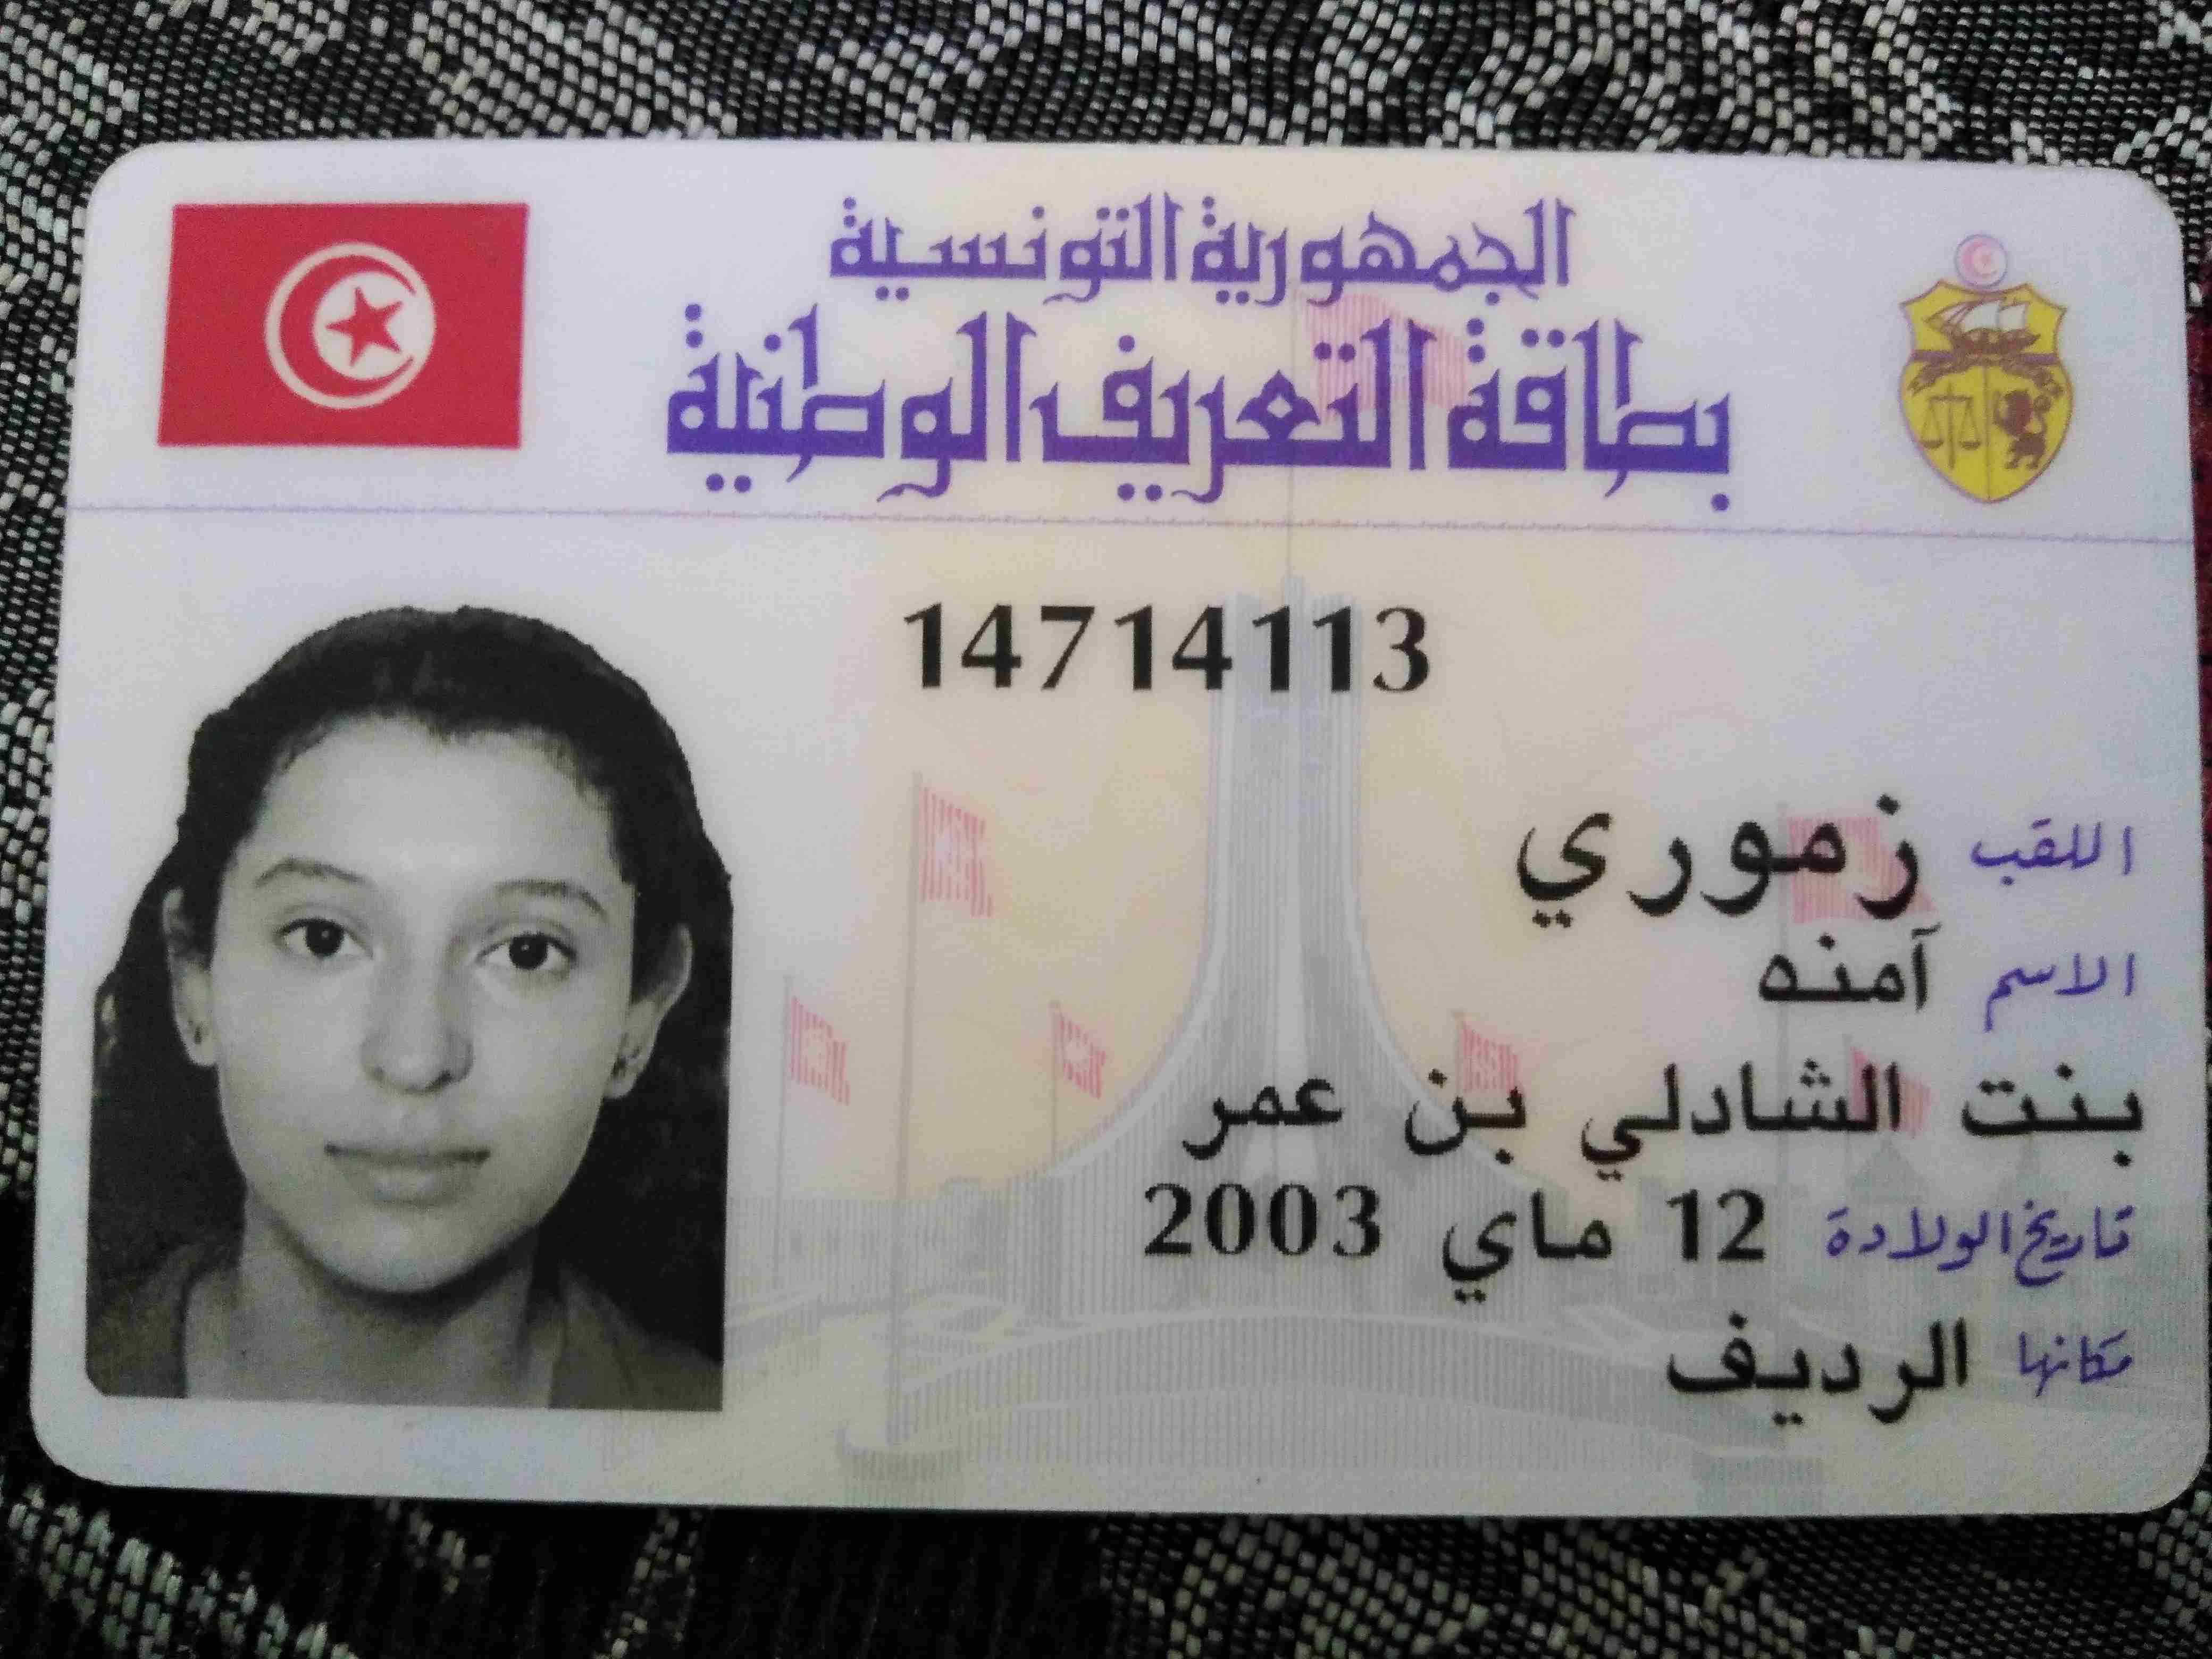 الجمهورية التونسية
بطاقة التعريف الوطنية
14714113
اللقب زموري
الاسم آمنه
بنت الشادلي بن عمر
تاريخ الولادة 12 ماي 2003
مكانها الرديف